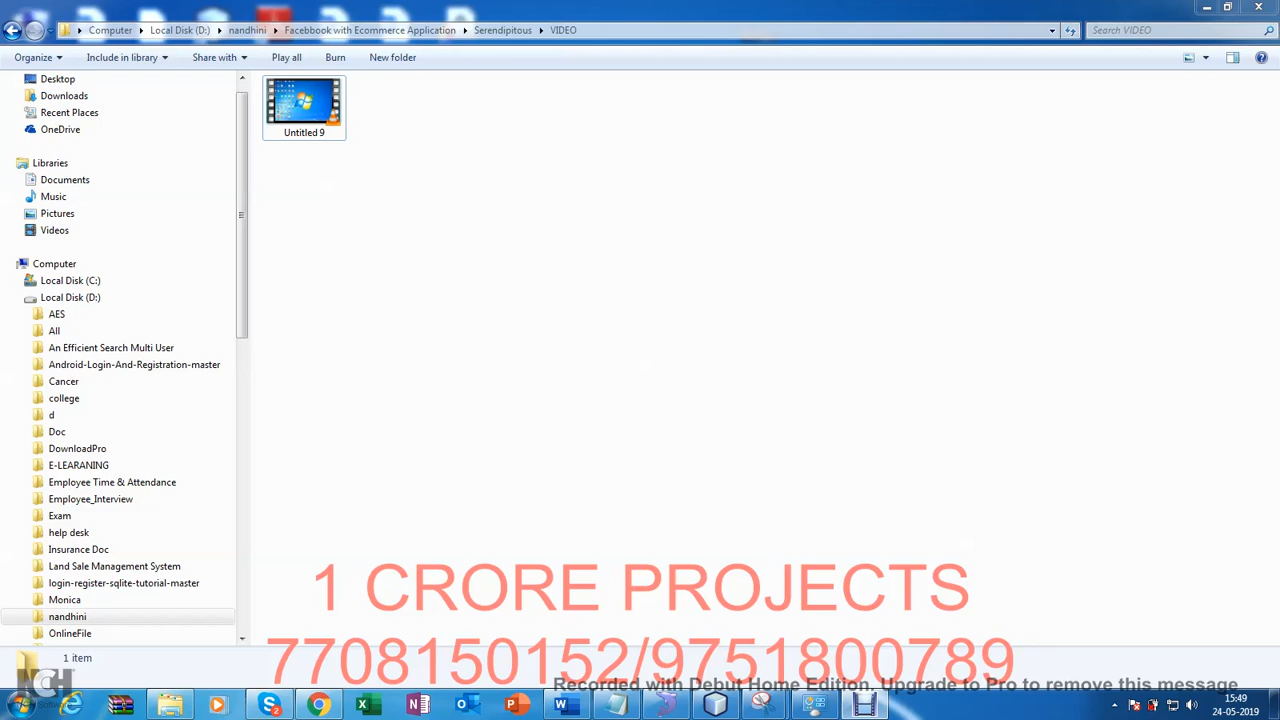 Computer Local Disk (D:) nandhini Facebbook with Ecommerce Application Serendipitous VIDEO
Search VIDEO
Organize Include in library Share with Play all Burn New folder
Desktop
Downloads
Recent Places
OneDrive
Libraries
Documents
Music
Pictures
Videos
Computer
Local Disk (C:)
Local Disk (D:)
AES
All
An Efficient Search Multi User
Android-Login-And-Registration-master
Cancer
college
d
Doc
DownloadPro
E-LEARANING
Employee Time & Attendance
Employee_Interview
Exam
help desk
Insurance Doc
Land Sale Management System
login-register-sqlite-tutorial-master
Monica
nandhini
OnlineFile
Untitled 9
1 CRORE PROJECTS
7708150152/9751800789
1 item
Recorded with Debut Home Edition. Upgrade to Pro to remove this message
NCH Software
15:49
24-05-2019